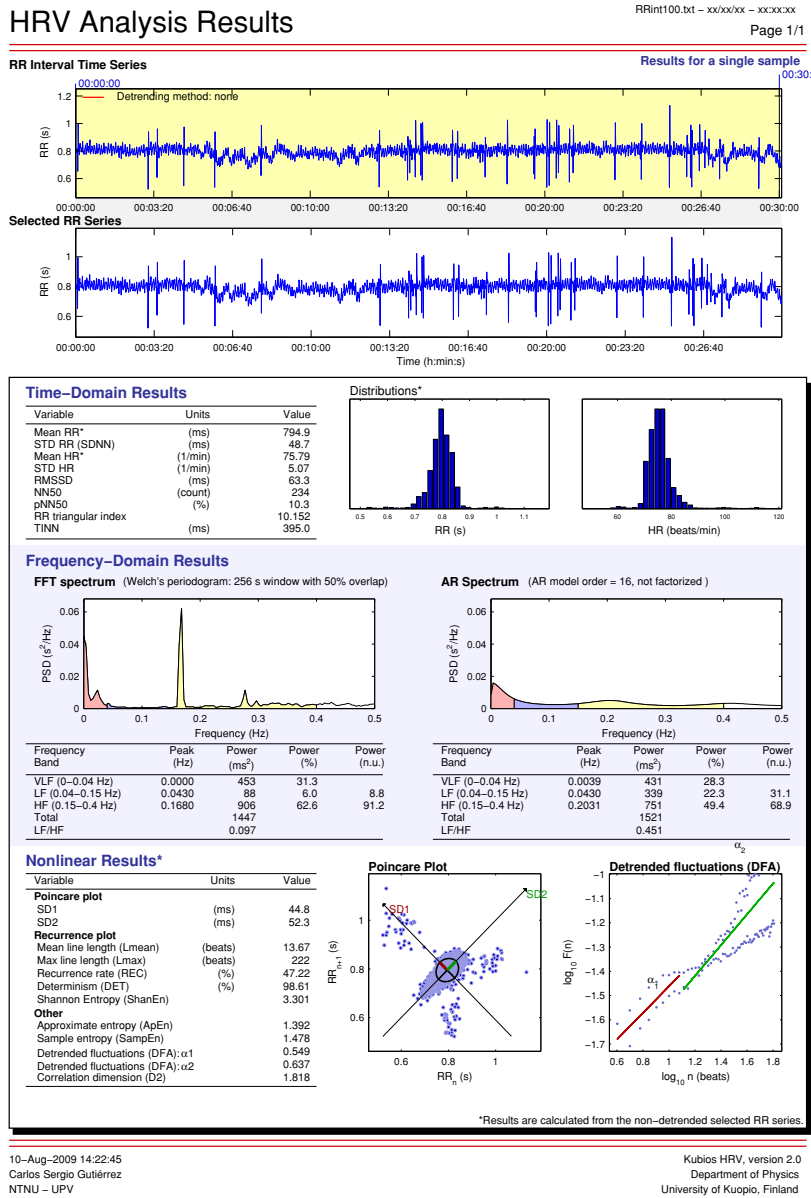 HRV Analysis Results
RRint100.txt − xx/xx/xx − xx:xx:xx
Page 1/1
RR Interval Time Series
Results for a single sample
00:00:00
00:30:
Detrending method: none
1.2
1
0.8
0.6
RR (s)
00:00:00 00:03:20 00:06:40 00:10:00 00:13:20 00:16:40 00:20:00 00:23:20 00:26:40 00:30:00
Selected RR Series
1
0.8
0.6
RR (s)
00:00:00 00:03:20 00:06:40 00:10:00 00:13:20 00:16:40 00:20:00 00:23:20 00:26:40
Time (h:min:s)
Time−Domain Results
Variable Units Value
Mean RR* (ms) 794.9
STD RR (SDNN) (ms) 48.7
Mean HR* (1/min) 75.79
STD HR (1/min) 5.07
RMSSD (ms) 63.3
NN50 (count) 234
pNN50 (%) 10.3
RR triangular index 10.152
TINN (ms) 395.0
Distributions*
0.5 0.6 0.7 0.8 0.9 1 1.1
RR (s)
60 80 100 120
HR (beats/min)
Frequency−Domain Results
FFT spectrum (Welch's periodogram: 256 s window with 50% overlap)
0.06
0.04
0.02
0
PSD (s²/Hz)
0 0.1 0.2 0.3 0.4 0.5
Frequency (Hz)
Frequency Peak Power Power Power
Band (Hz) (ms²) (%) (n.u.)
VLF (0−0.04 Hz) 0.0000 453 31.3
LF (0.04−0.15 Hz) 0.0430 88 6.0 8.8
HF (0.15−0.4 Hz) 0.1680 906 62.6 91.2
Total 1447
LF/HF 0.097
AR Spectrum (AR model order = 16, not factorized )
0.06
0.04
0.02
0
PSD (s²/Hz)
0 0.1 0.2 0.3 0.4 0.5
Frequency (Hz)
Frequency Peak Power Power Power
Band (Hz) (ms²) (%) (n.u.)
VLF (0−0.04 Hz) 0.0039 431 28.3
LF (0.04−0.15 Hz) 0.0430 339 22.3 31.1
HF (0.15−0.4 Hz) 0.2031 751 49.4 68.9
Total 1521
LF/HF 0.451
Nonlinear Results*
Variable Units Value
Poincare plot
SD1 (ms) 44.8
SD2 (ms) 52.3
Recurrence plot
Mean line length (Lmean) (beats) 13.67
Max line length (Lmax) (beats) 222
Recurrence rate (REC) (%) 47.22
Determinism (DET) (%) 98.61
Shannon Entropy (ShanEn) 3.301
Other
Approximate entropy (ApEn) 1.392
Sample entropy (SampEn) 1.478
Detrended fluctuations (DFA): α1 0.549
Detrended fluctuations (DFA): α2 0.637
Correlation dimension (D2) 1.818
Poincare Plot
SD1
SD2
1
0.8
0.6
RRn+1 (s)
0.6 0.8 1
RRn (s)
α2
Detrended fluctuations (DFA)
−1
−1.1
−1.2
−1.3
−1.4
−1.5
−1.6
−1.7
log10 F(n)
α1
0.6 0.8 1 1.2 1.4 1.6 1.8
log10 n (beats)
*Results are calculated from the non−detrended selected RR series.
10−Aug−2009 14:22:45
Carlos Sergio Gutiérrez
NTNU − UPV
Kubios HRV, version 2.0
Department of Physics
University of Kuopio, Finland